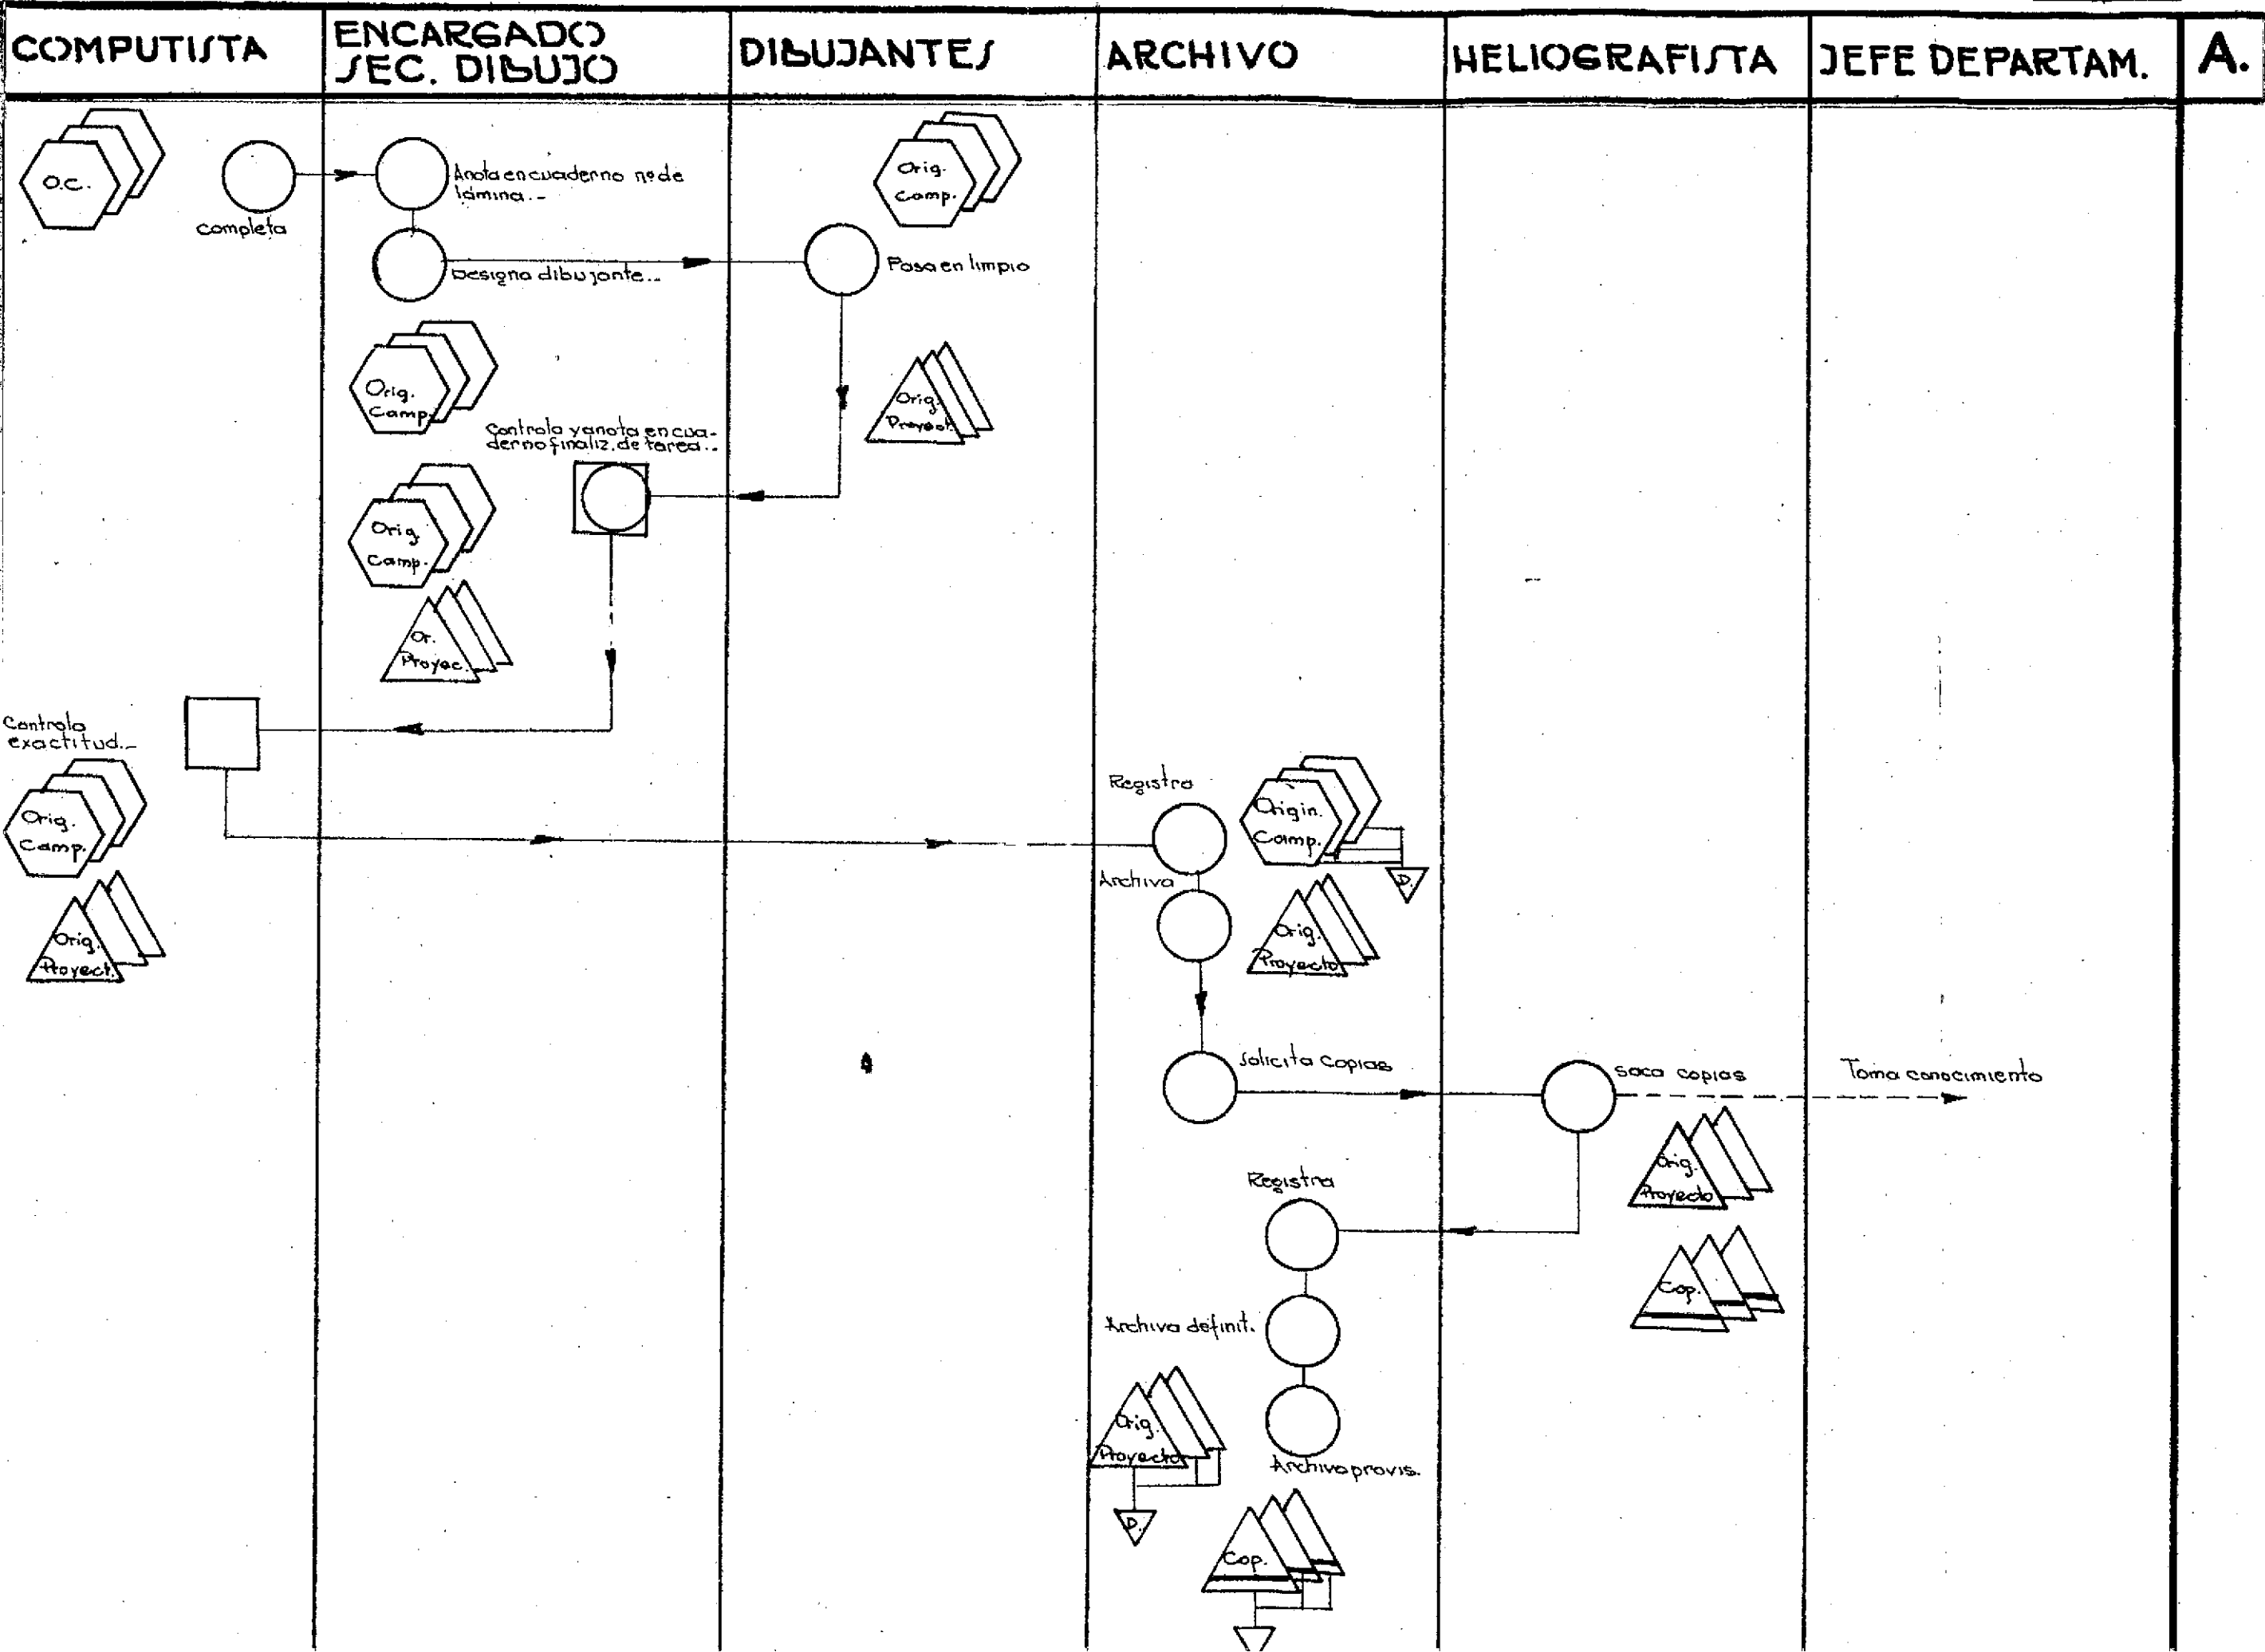 COMPUTISTA
ENCARGADO
SEC. DIBUJO
DIBUJANTES
ARCHIVO
HELIOGRAFISTA
JEFE DEPARTAM.
A.
O.C.
completa
Anota en cuaderno nº de
lámina.-
Designa dibujante..-
Orig.
Camp.
Pasa en limpio
Orig.
Camp.
Orig.
Proyect.
Controla y anota en cua-
derno finaliz. de tarea..-
Orig.
Camp.
Or.
Proyec.
Controla
exactitud.-
Orig.
Camp.
Orig.
Proyect.
Registra
Origin.
Camp.
D.
Archiva
Orig.
Proyecto
Solicita Copias
saca copias
Toma conocimiento
Orig.
Proyecto
Cop.
Registra
Archiva definit.
Orig.
Proyecto
D.
Archiva provis.
Cop.